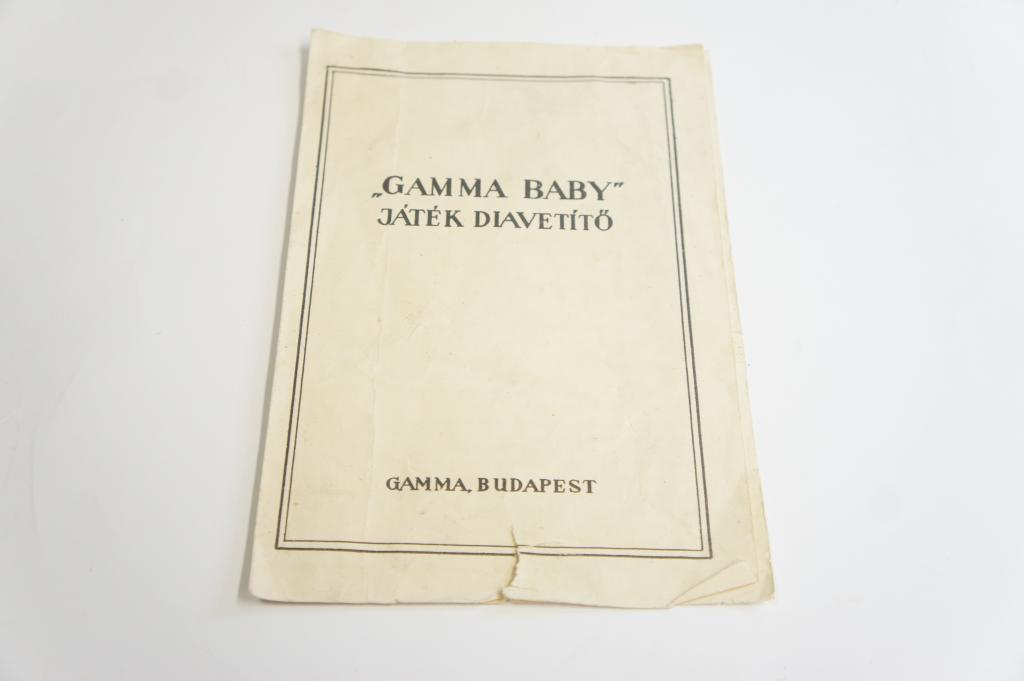 „GAMMA BABY”
JÁTÉK DIAVETÍTŐ
GAMMA, BUDAPEST